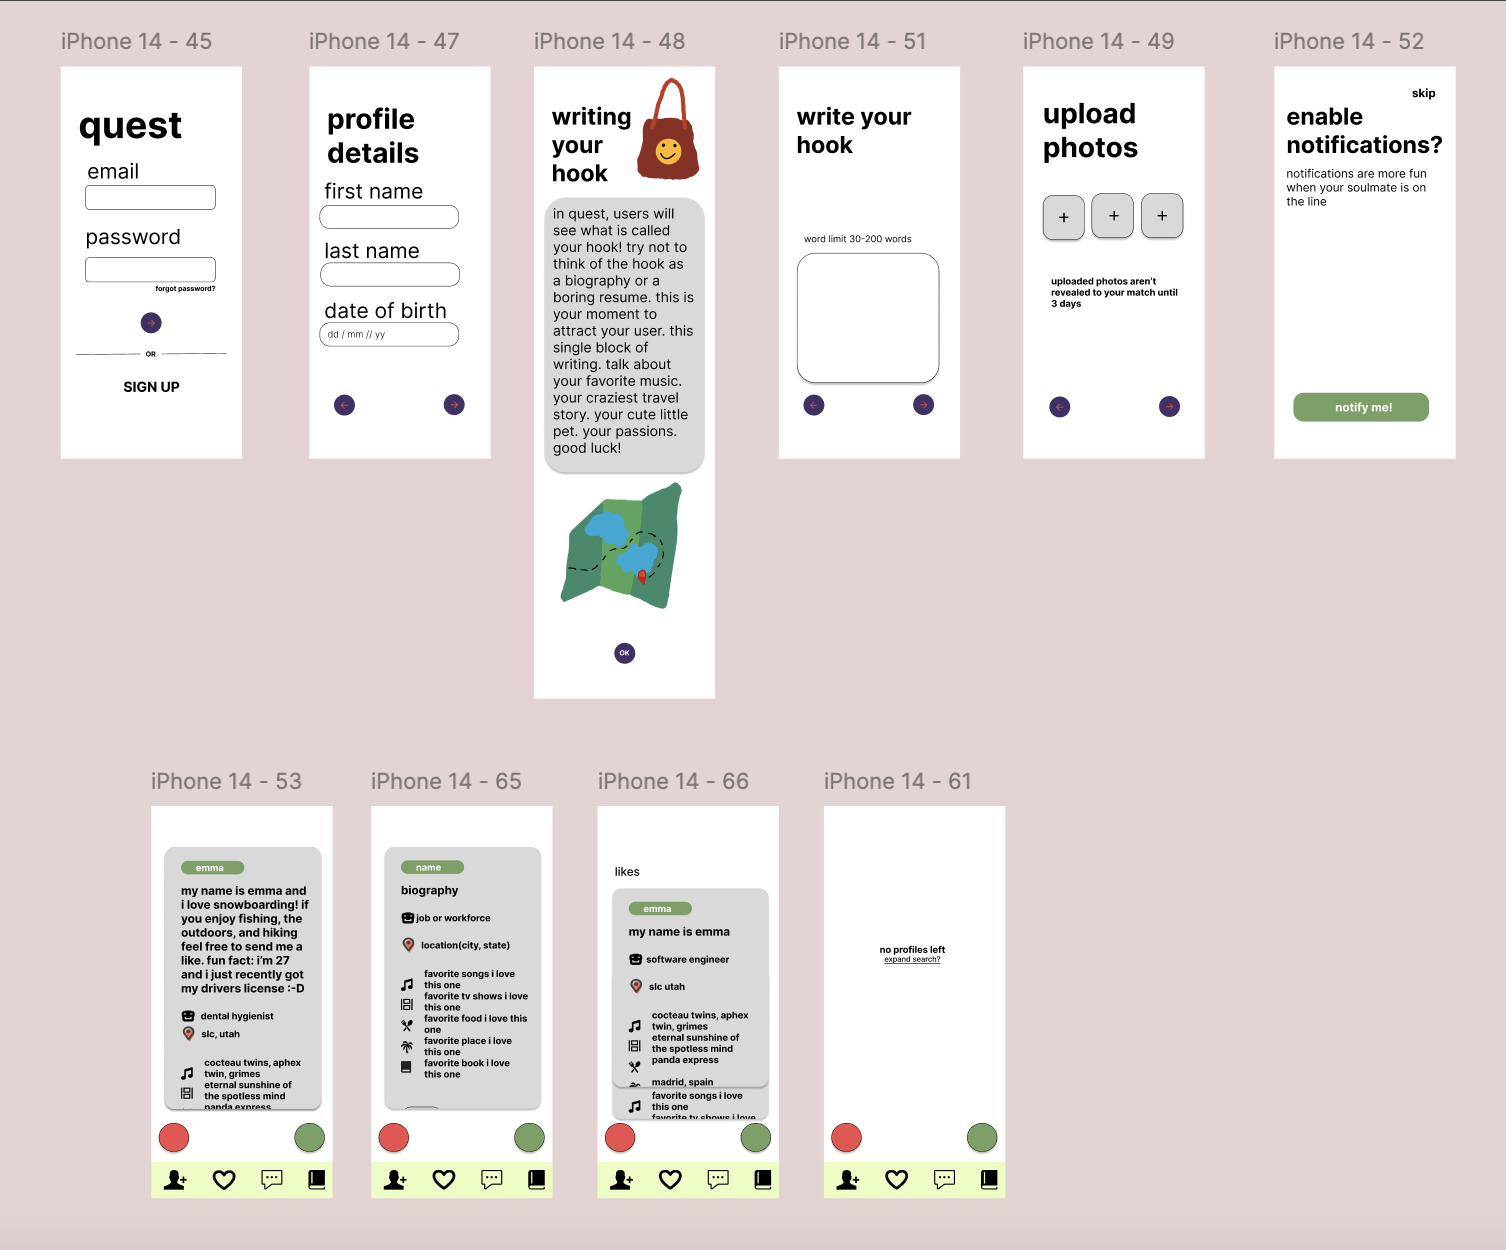 iPhone 14 - 45
quest
email
password
forgot password?
OR
SIGN UP
iPhone 14 - 47
profile
details
first name
last name
date of birth
dd / mm // yy
iPhone 14 - 48
writing
your
hook
in quest, users will
see what is called
your hook! try not to
think of the hook as
a biography or a
boring resume. this is
your moment to
attract your user. this
single block of
writing. talk about
your favorite music.
your craziest travel
story. your cute little
pet. your passions.
good luck!
OK
iPhone 14 - 51
write your
hook
word limit 30-200 words
iPhone 14 - 49
upload
photos
+
+
+
uploaded photos aren't
revealed to your match until
3 days
iPhone 14 - 52
skip
enable
notifications?
notifications are more fun
when your soulmate is on
the line
notify me!
iPhone 14 - 53
emma
my name is emma and
i love snowboarding! if
you enjoy fishing, the
outdoors, and hiking
feel free to send me a
like. fun fact: i'm 27
and i just recently got
my drivers license :-D
dental hygienist
slc, utah
cocteau twins, aphex
twin, grimes
eternal sunshine of
the spotless mind
panda express
iPhone 14 - 65
name
biography
job or workforce
location(city, state)
favorite songs i love
this one
favorite tv shows i love
this one
favorite food i love this
one
favorite place i love
this one
favorite book i love
this one
iPhone 14 - 66
likes
emma
my name is emma
software engineer
slc utah
cocteau twins, aphex
twin, grimes
eternal sunshine of
the spotless mind
panda express
madrid, spain
favorite songs i love
this one
favorite tv shows i love
iPhone 14 - 61
no profiles left
expand search?